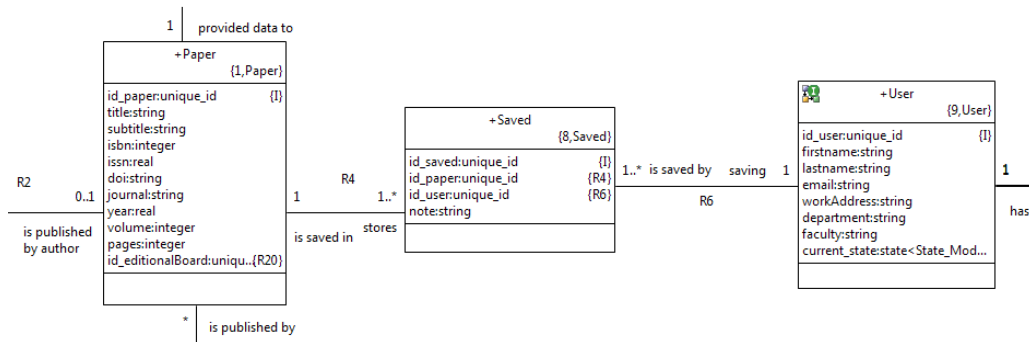 1 provided data to
+Paper
{1,Paper}
id_paper:unique_id {I}
title:string
subtitle:string
isbn:integer
issn:real
doi:string
journal:string
year:real
volume:integer
pages:integer
id_editionalBoard:uniqu...{R20}
R2
0..1
is published
by author
* is published by
1
R4
1..*
is saved in
stores
+Saved
{8,Saved}
id_saved:unique_id {I}
id_paper:unique_id {R4}
id_user:unique_id {R6}
note:string
1..* is saved by saving 1
R6
+User
{9,User}
id_user:unique_id {I}
firstname:string
lastname:string
email:string
workAddress:string
department:string
faculty:string
current_state:state<State_Mod...
1
has